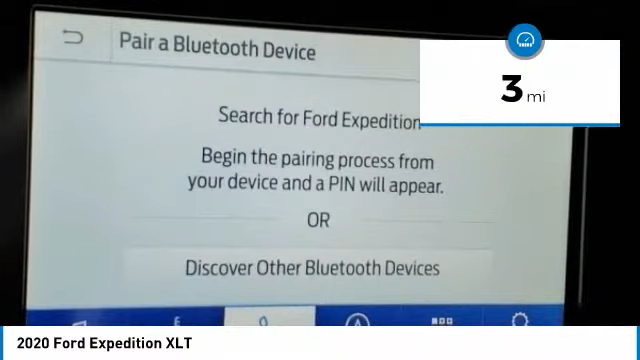 Pair a Bluetooth Device
3 mi
Search for Ford Expedition
Begin the pairing process from
your device and a PIN will appear.
OR
Discover Other Bluetooth Devices
2020 Ford Expedition XLT